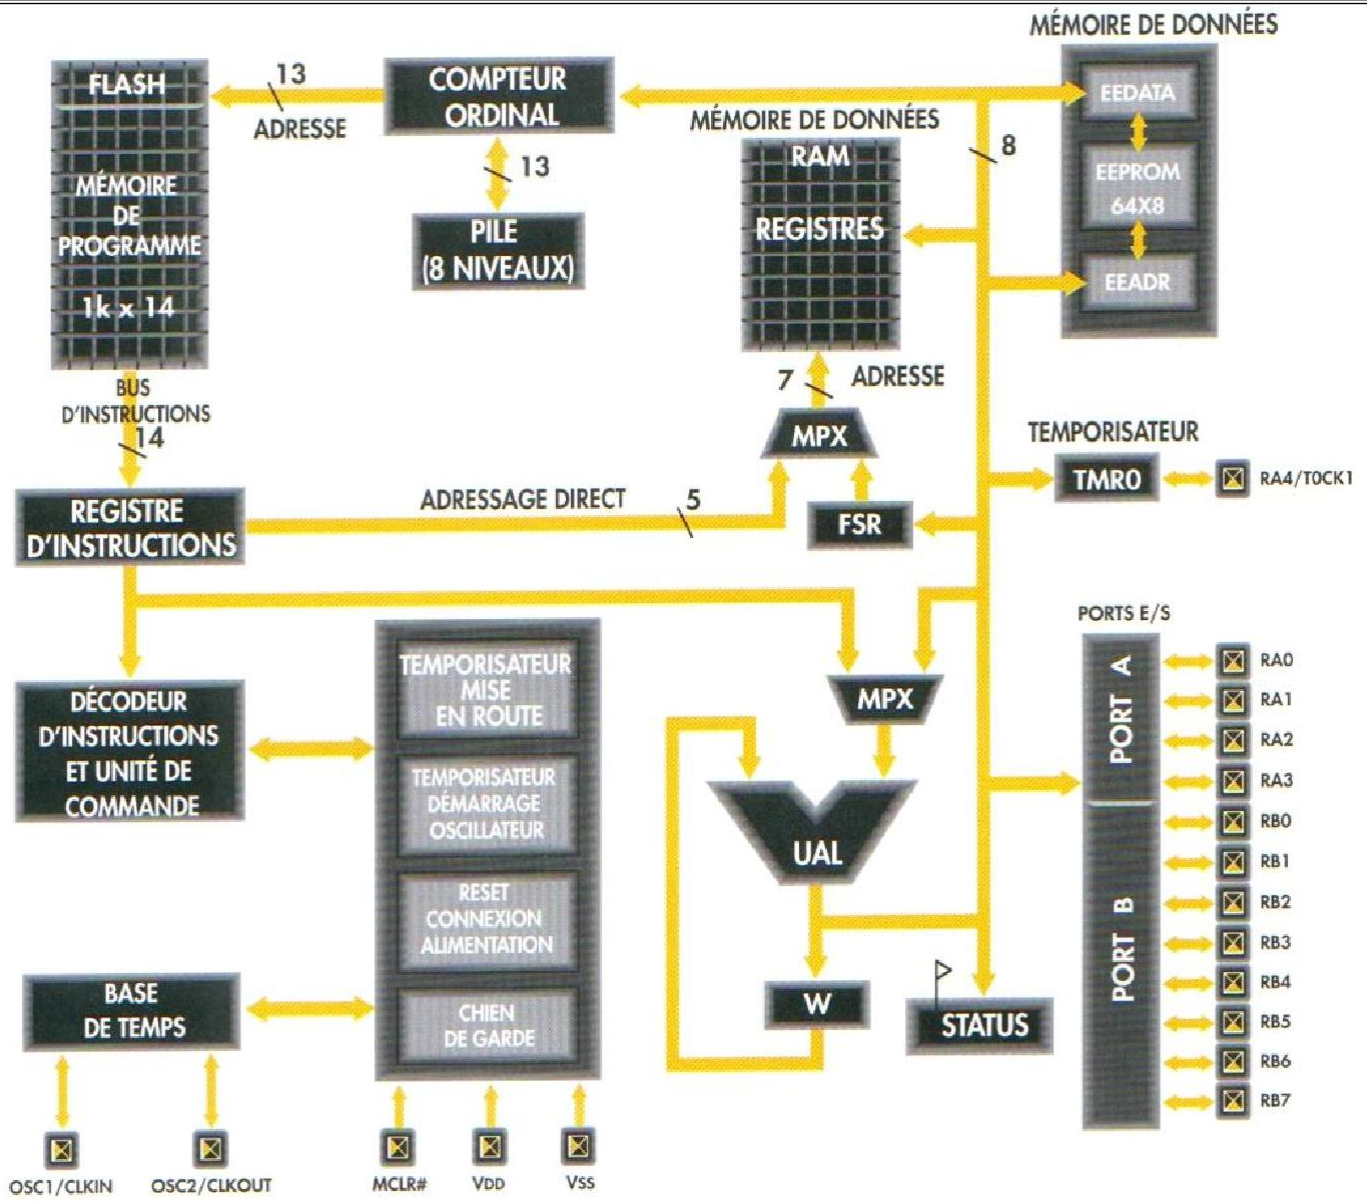 MÉMOIRE DE DONNÉES
FLASH
MÉMOIRE
DE
PROGRAMME
1k x 14
13
ADRESSE
COMPTEUR
ORDINAL
13
PILE
(8 NIVEAUX)
MÉMOIRE DE DONNÉES
RAM
REGISTRES
8
EEDATA
EEPROM
64X8
EEADR
7
ADRESSE
MPX
BUS
D'INSTRUCTIONS
14
REGISTRE
D'INSTRUCTIONS
ADRESSAGE DIRECT
5
FSR
TEMPORISATEUR
TMR0
RA4/T0CK1
DÉCODEUR
D'INSTRUCTIONS
ET UNITÉ DE
COMMANDE
TEMPORISATEUR
MISE
EN ROUTE
TEMPORISATEUR
DÉMARRAGE
OSCILLATEUR
RESET
CONNEXION
ALIMENTATION
CHIEN
DE GARDE
MPX
UAL
W
STATUS
PORTS E/S
PORT A
PORT B
RA0
RA1
RA2
RA3
RB0
RB1
RB2
RB3
RB4
RB5
RB6
RB7
BASE
DE TEMPS
OSC1/CLKIN
OSC2/CLKOUT
MCLR#
VDD
VSS